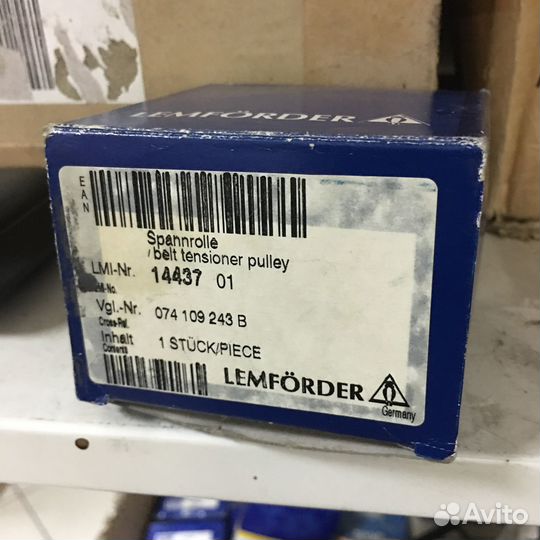 LEMFÖRDER
EAN
Spannrolle
/belt tensioner pulley
LMI-Nr. 14437 01
Vgl.-Nr. 074 109 243 B
Cross-Ref.
Inhalt 1 STÜCK/PIECE
Contents
LEMFÖRDER
Germany
Avito